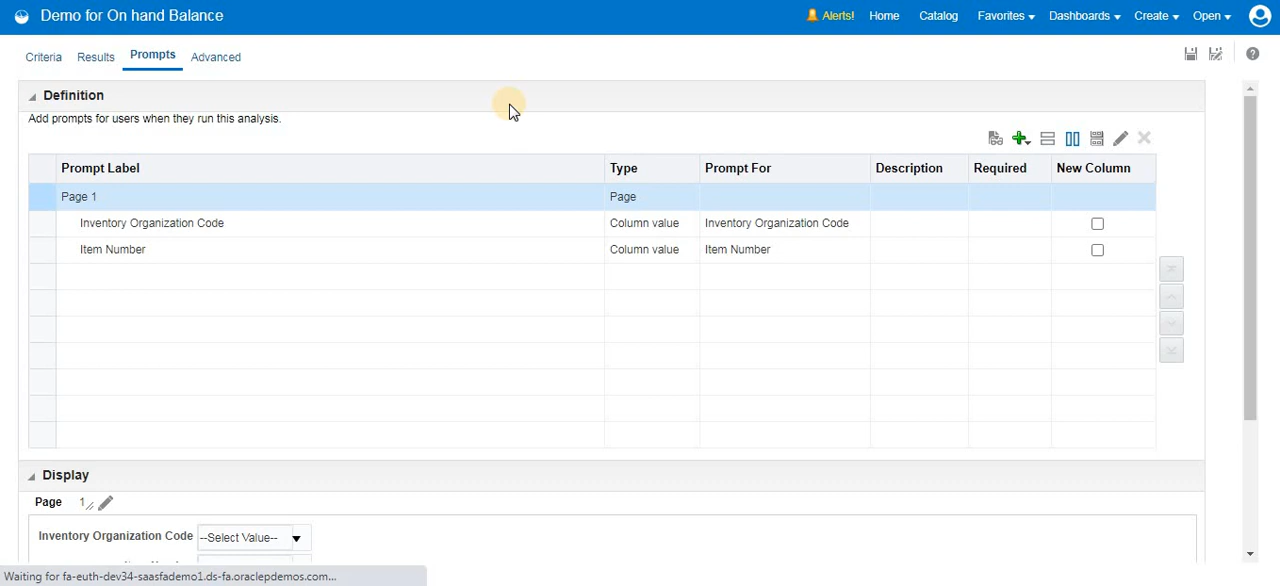 Demo for On hand Balance
Alerts! Home Catalog Favorites Dashboards Create Open
Criteria Results Prompts Advanced
Definition
Add prompts for users when they run this analysis.
Prompt Label Type Prompt For Description Required New Column
Page 1 Page
Inventory Organization Code Column value Inventory Organization Code
Item Number Column value Item Number
Display
Page 1
Inventory Organization Code --Select Value--
Waiting for fa-euth-dev34-saasfademo1.ds-fa.oraclepdemos.com...